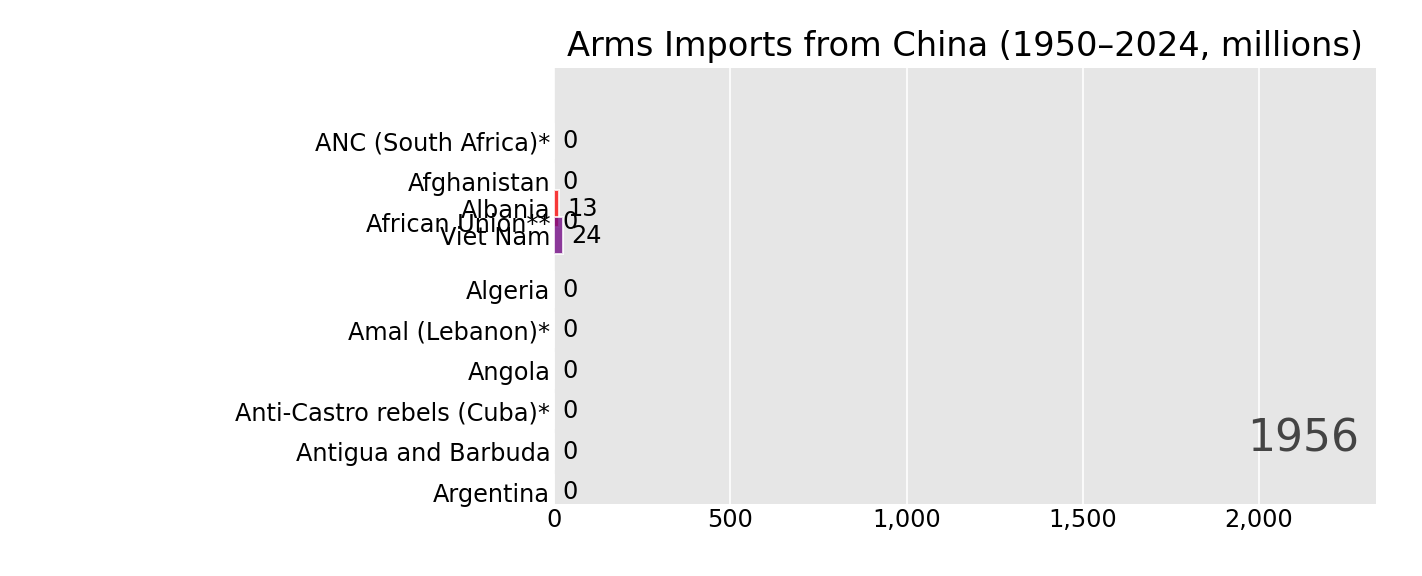 Arms Imports from China (1950–2024, millions)
ANC (South Africa)* 0
Afghanistan 0
Albania 13
African Union** 0
Viet Nam 24
Algeria 0
Amal (Lebanon)* 0
Angola 0
Anti-Castro rebels (Cuba)* 0
1956
Antigua and Barbuda 0
Argentina 0
0 500 1,000 1,500 2,000